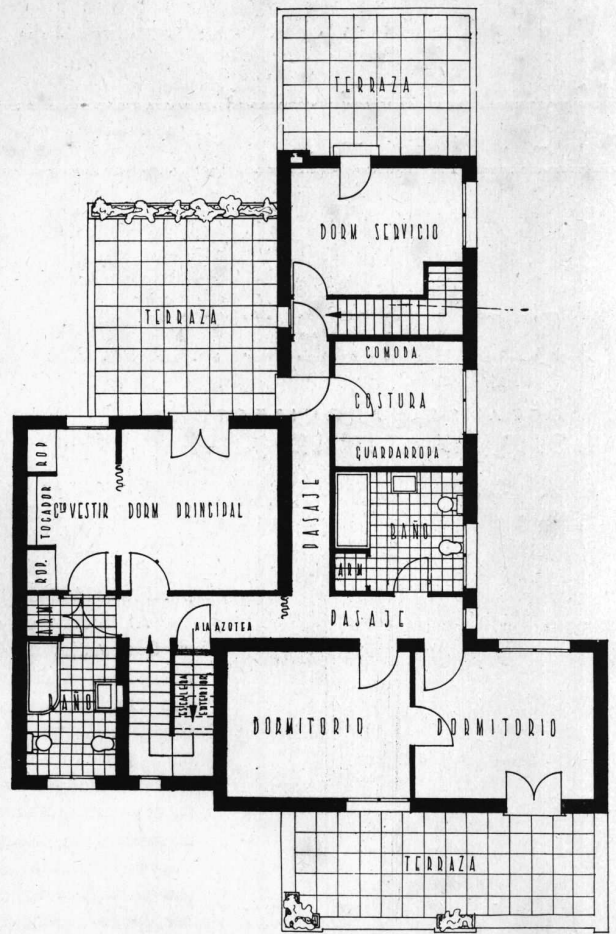 TERRAZA
DORM SERVICIO
TERRAZA
COMODA
COSTURA
GUARDARROPA
ROP
TOCADOR
CTO VESTIR
DORM PRINCIPAL
PASAJE
BAÑO
ROP.
ARM
ARM
A LA AZOTEA
PASAJE
BAÑO
ESCALERA
EXTERIOR
DORMITORIO
DORMITORIO
TERRAZA